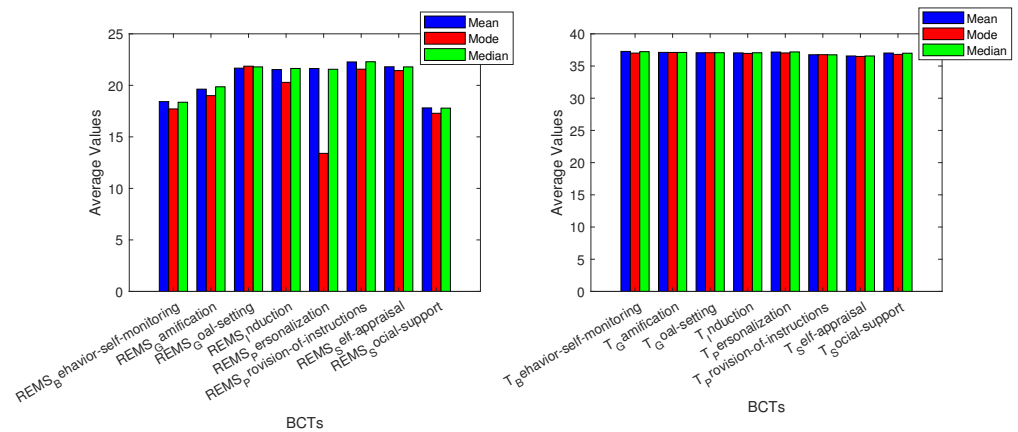 Mean
Mode
Median
25
20
15
10
5
0
Average Values
REMS_Behavior-self-monitoring
REMS_Gamification
REMS_Goal-setting
REMS_Induction
REMS_Personalization
REMS_Provision-of-instructions
REMS_Self-appraisal
REMS_Social-support
BCTs
Mean
Mode
Median
40
35
30
25
20
15
10
5
0
Average Values
T_Behavior-self-monitoring
T_Gamification
T_Goal-setting
T_Induction
T_Personalization
T_Provision-of-instructions
T_Self-appraisal
T_Social-support
BCTs